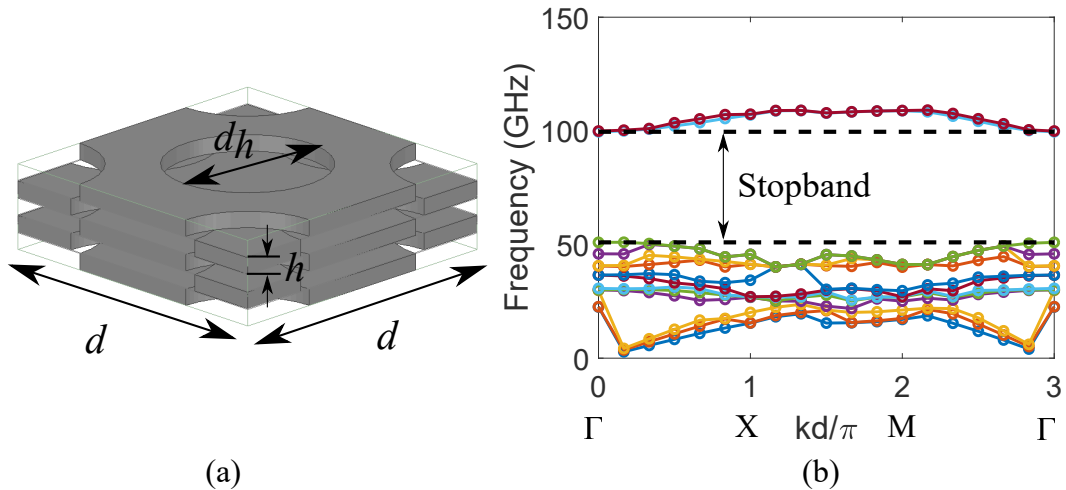 d_h
h
d
d
(a)
150
100
50
0
Frequency (GHz)
Stopband
0
1
2
3
Γ
X
kd/π
M
Γ
(b)